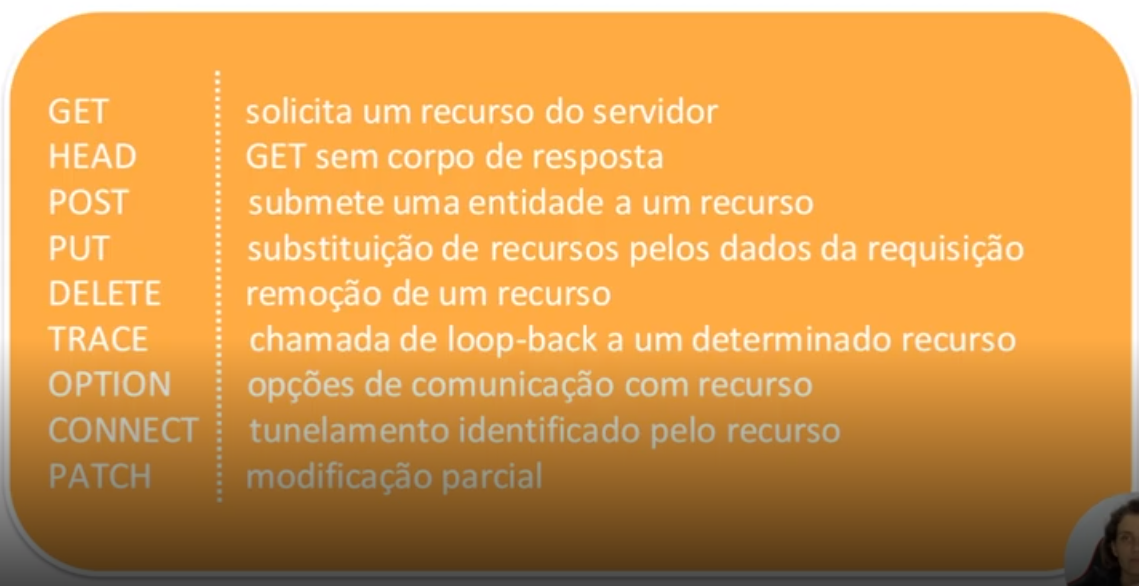 GET solicita um recurso do servidor
HEAD GET sem corpo de resposta
POST submete uma entidade a um recurso
PUT substituição de recursos pelos dados da requisição
DELETE remoção de um recurso
TRACE chamada de loop-back a um determinado recurso
OPTION opções de comunicação com recurso
CONNECT tunelamento identificado pelo recurso
PATCH modificação parcial